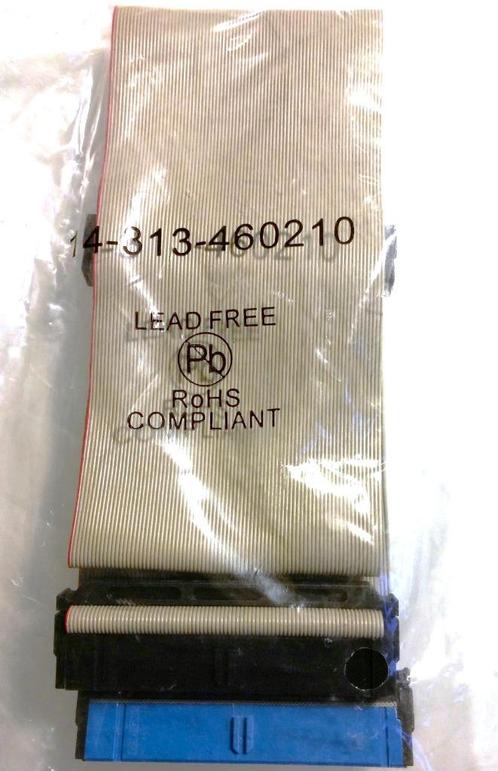 14-313-460210
LEAD FREE
Pb
RoHS
COMPLIANT